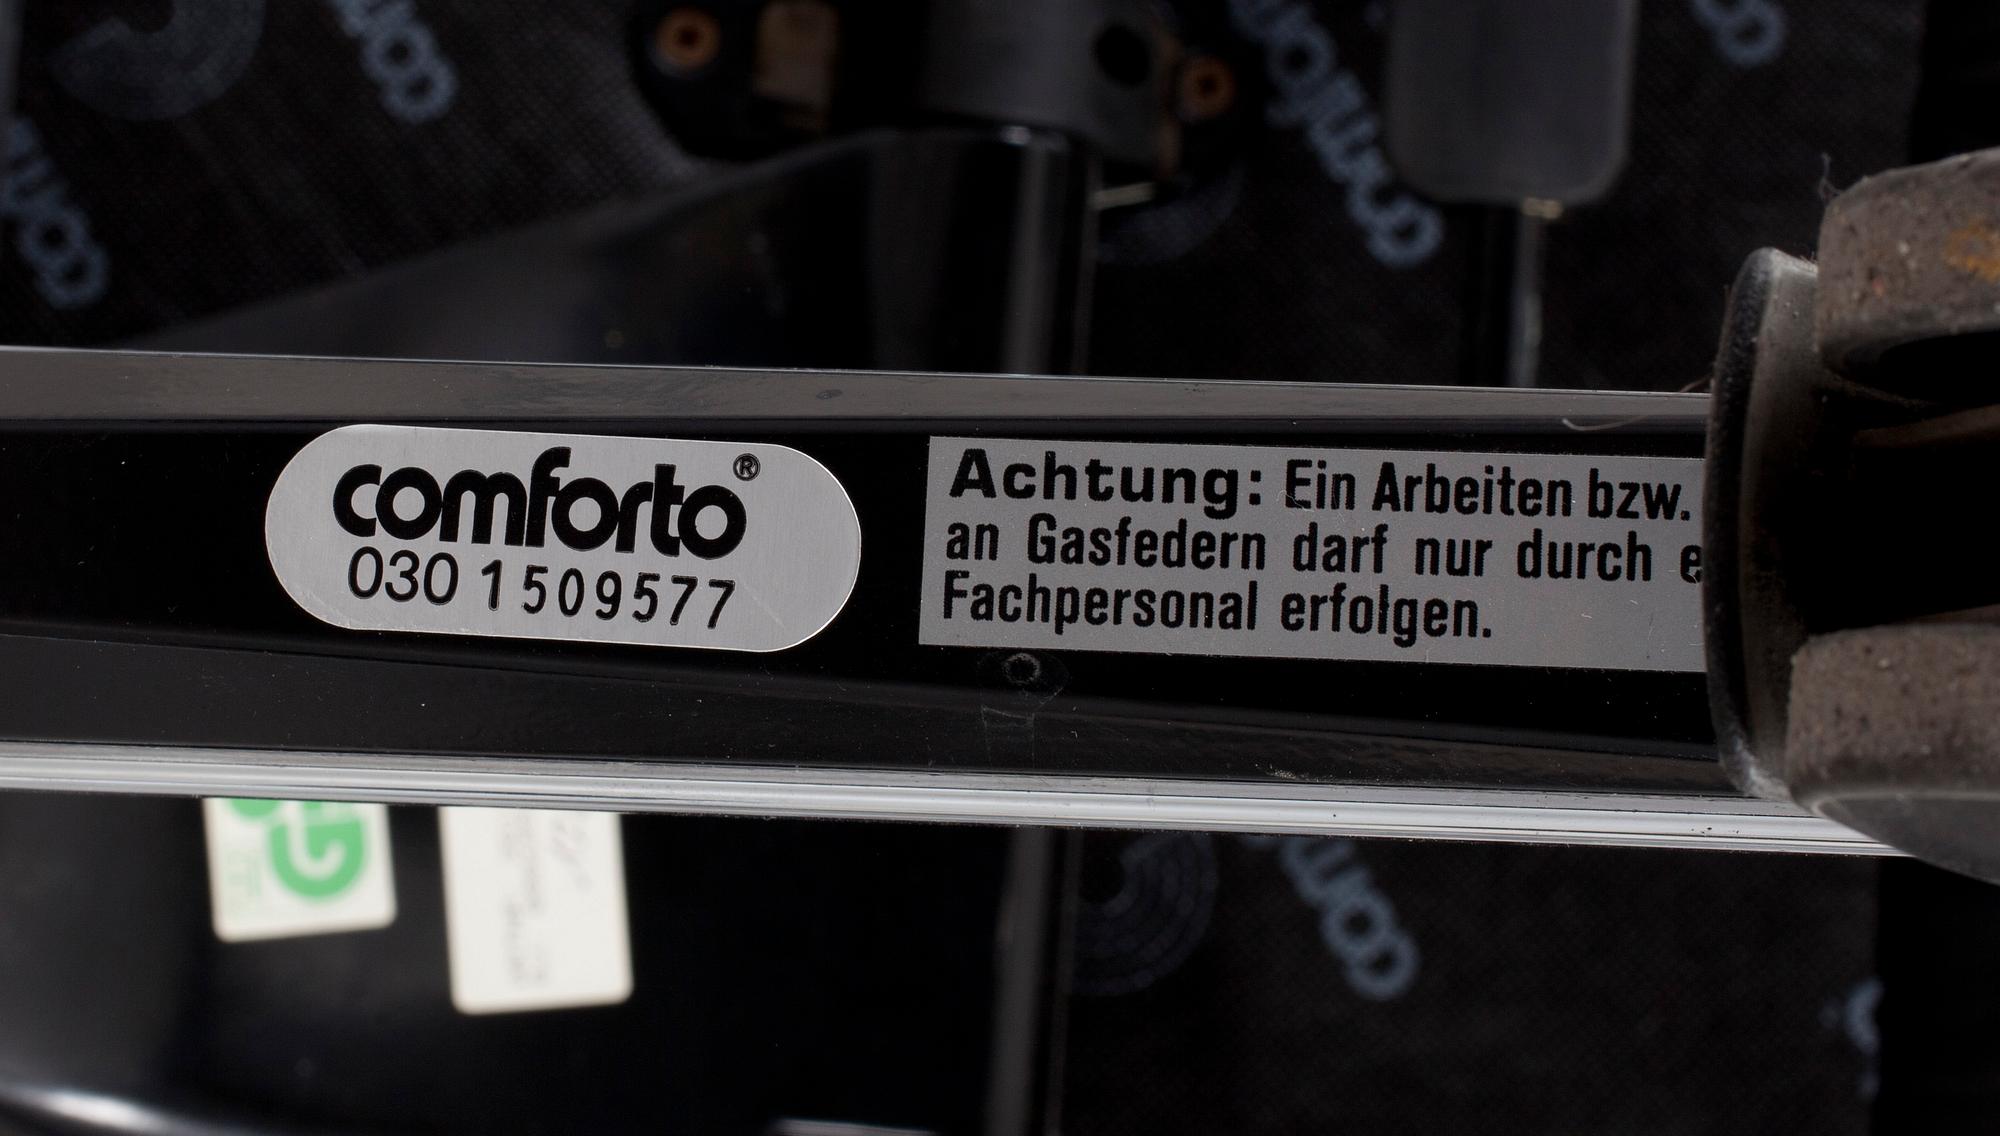 comforto®
030 1509577
Achtung: Ein Arbeiten bzw.
an Gasfedern darf nur durch e
Fachpersonal erfolgen.